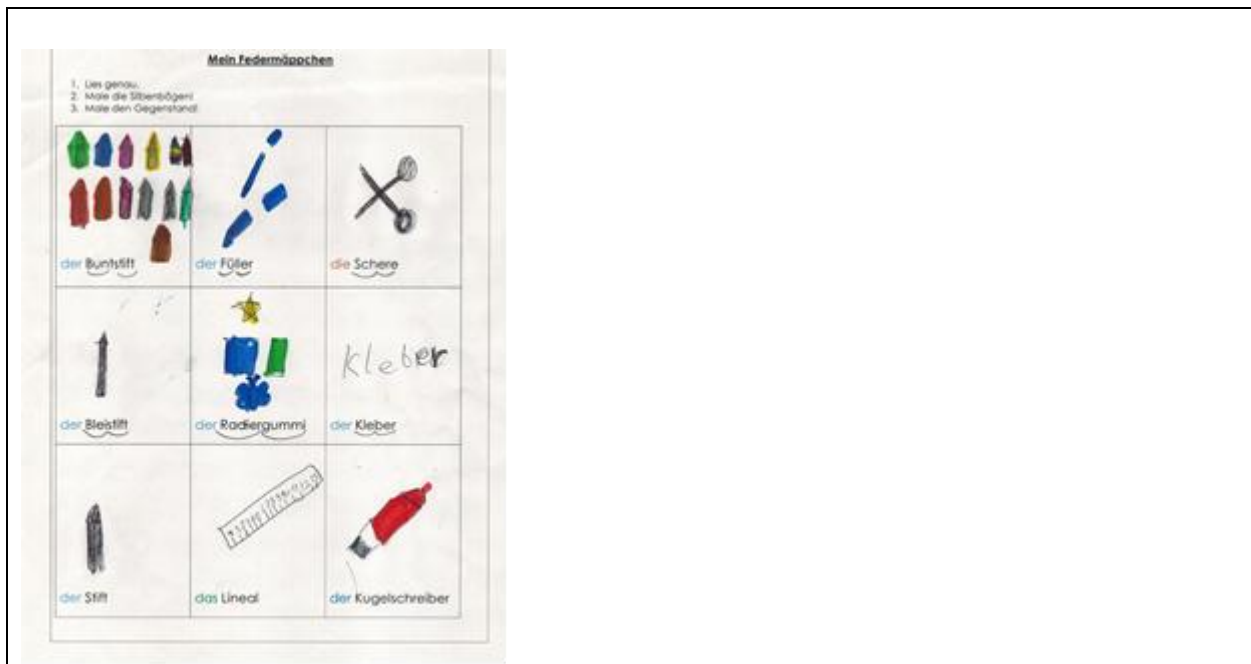 Mein Federmäppchen
1. Lies genau.
2. Male die Silbenbögen!
3. Male den Gegenstand!
der Buntstift
der Füller
die Schere
Kleber
der Bleistift
der Radiergummi
der Kleber
der Stift
das Lineal
der Kugelschreiber